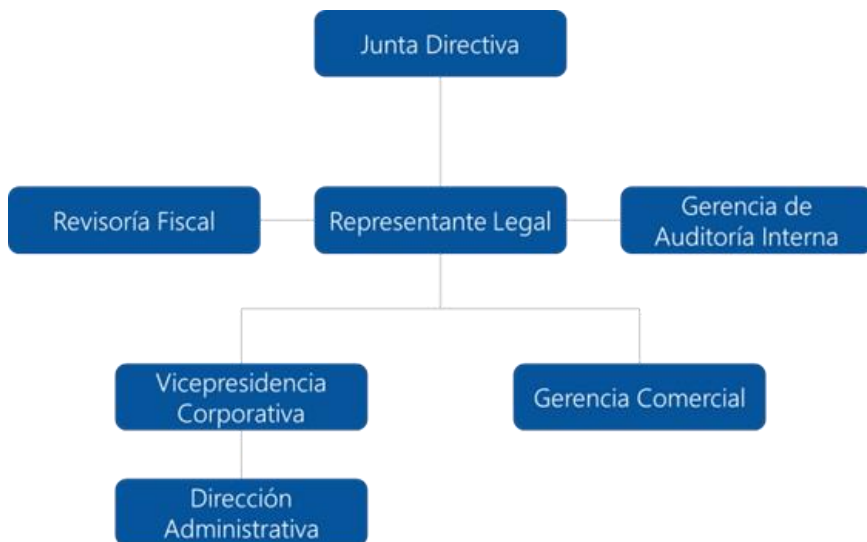 Junta Directiva
Revisoría Fiscal
Representante Legal
Gerencia de
Auditoría Interna
Vicepresidencia
Corporativa
Gerencia Comercial
Dirección
Administrativa